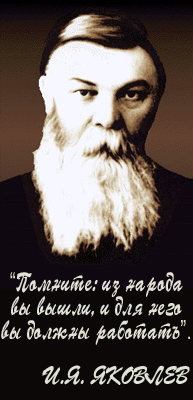 “Помните: из народа
вы вышли, и для него
вы должны работать”.
И.Я. ЯКОВЛЕВ